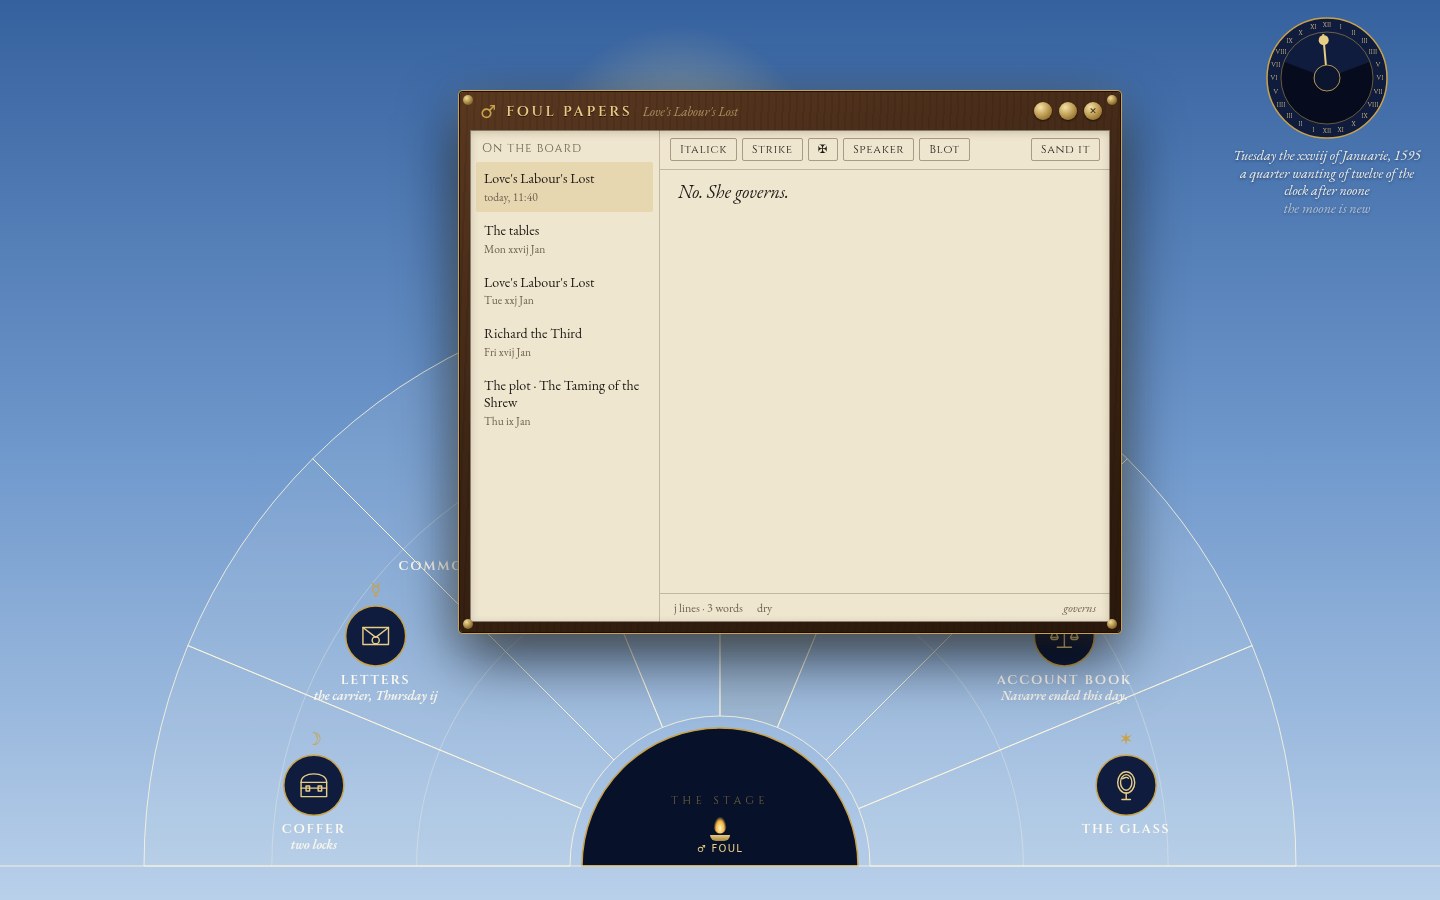 ♂ FOUL PAPERS Love's Labour's Lost
On the board
Love's Labour's Lost
today, 11:40
The tables
Mon xxvij Jan
Love's Labour's Lost
Tue xxj Jan
Richard the Third
Fri xvij Jan
The plot · The Taming of the
Shrew
Thu ix Jan
Italick Strike ✠ Speaker Blot Sand it
No. She governs.
j lines · 3 words dry governs
Tuesday the xxviij of Januarie, 1595
a quarter wanting of twelve of the
clock after noone
the moone is new
COMMO
LETTERS
the carrier, Thursday ij
COFFER
two locks
THE STAGE
♂ FOUL
ACCOUNT BOOK
Navarre ended this day.
THE GLASS